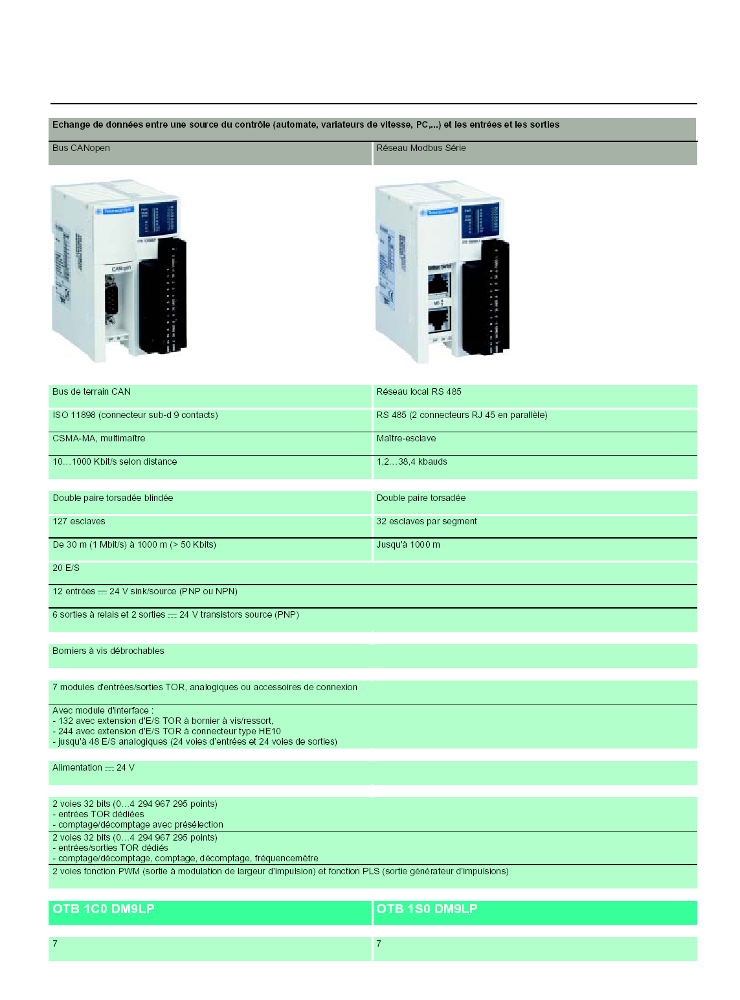 Echange de données entre une source du contrôle (automate, variateurs de vitesse, PC,...) et les entrées et les sorties
Bus CANopen
Réseau Modbus Série
CANopen
Bus de terrain CAN
Réseau local RS 485
ISO 11898 (connecteur sub-d 9 contacts)
RS 485 (2 connecteurs RJ 45 en parallèle)
CSMA-MA, multimaître
Maître-esclave
10…1000 Kbit/s selon distance
1,2…38,4 kbauds
Double paire torsadée blindée
Double paire torsadée
127 esclaves
32 esclaves par segment
De 30 m (1 Mbit/s) à 1000 m (> 50 Kbits)
Jusqu'à 1000 m
20 E/S
12 entrées ⎓ 24 V sink/source (PNP ou NPN)
6 sorties à relais et 2 sorties ⎓ 24 V transistors source (PNP)
Borniers à vis débrochables
7 modules d'entrées/sorties TOR, analogiques ou accessoires de connexion
Avec module d'interface :
- 132 avec extension d'E/S TOR à bornier à vis/ressort,
- 244 avec extension d'E/S TOR à connecteur type HE10
- jusqu'à 48 E/S analogiques (24 voies d'entrées et 24 voies de sorties)
Alimentation ⎓ 24 V
2 voies 32 bits (0…4 294 967 295 points)
- entrées TOR dédiées
- comptage/décomptage avec présélection
2 voies 32 bits (0…4 294 967 295 points)
- entrées/sorties TOR dédiés
- comptage/décomptage, comptage, décomptage, fréquencemètre
2 voies fonction PWM (sortie à modulation de largeur d'impulsion) et fonction PLS (sortie générateur d'impulsions)
OTB 1C0 DM9LP
OTB 1S0 DM9LP
7
7